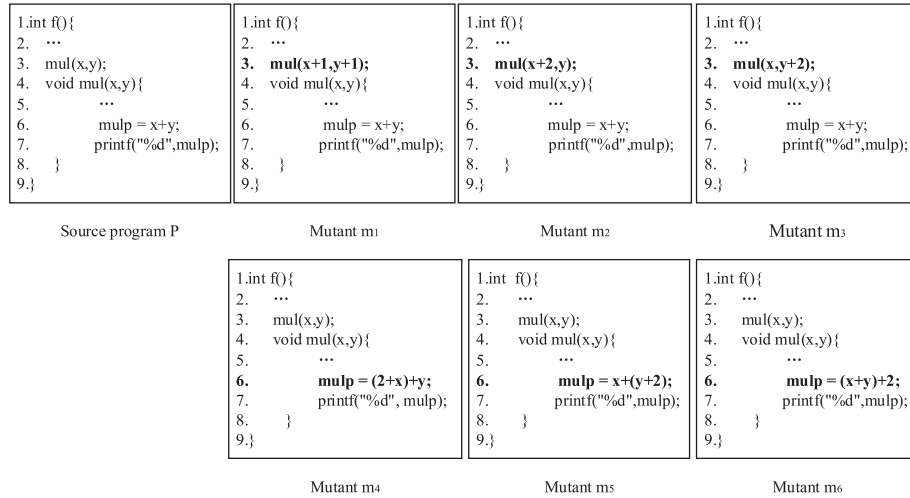 1.int f(){
2. ...
3. mul(x,y);
4. void mul(x,y){
5. ...
6. mulp = x+y;
7. printf("%d",mulp);
8. }
9.}
Source program P
1.int f(){
2. ...
3. mul(x+1,y+1);
4. void mul(x,y){
5. ...
6. mulp = x+y;
7. printf("%d",mulp);
8. }
9.}
Mutant m1
1.int f(){
2. ...
3. mul(x+2,y);
4. void mul(x,y){
5. ...
6. mulp = x+y;
7. printf("%d",mulp);
8. }
9.}
Mutant m2
1.int f(){
2. ...
3. mul(x,y+2);
4. void mul(x,y){
5. ...
6. mulp = x+y;
7. printf("%d",mulp);
8. }
9.}
Mutant m3
1.int f(){
2. ...
3. mul(x,y);
4. void mul(x,y){
5. ...
6. mulp = (2+x)+y;
7. printf("%d", mulp);
8. }
9.}
Mutant m4
1.int f(){
2. ...
3. mul(x,y);
4. void mul(x,y){
5. ...
6. mulp = x+(y+2);
7. printf("%d",mulp);
8. }
9.}
Mutant m5
1.int f(){
2. ...
3. mul(x,y);
4. void mul(x,y){
5. ...
6. mulp = (x+y)+2;
7. printf("%d",mulp);
8. }
9.}
Mutant m6